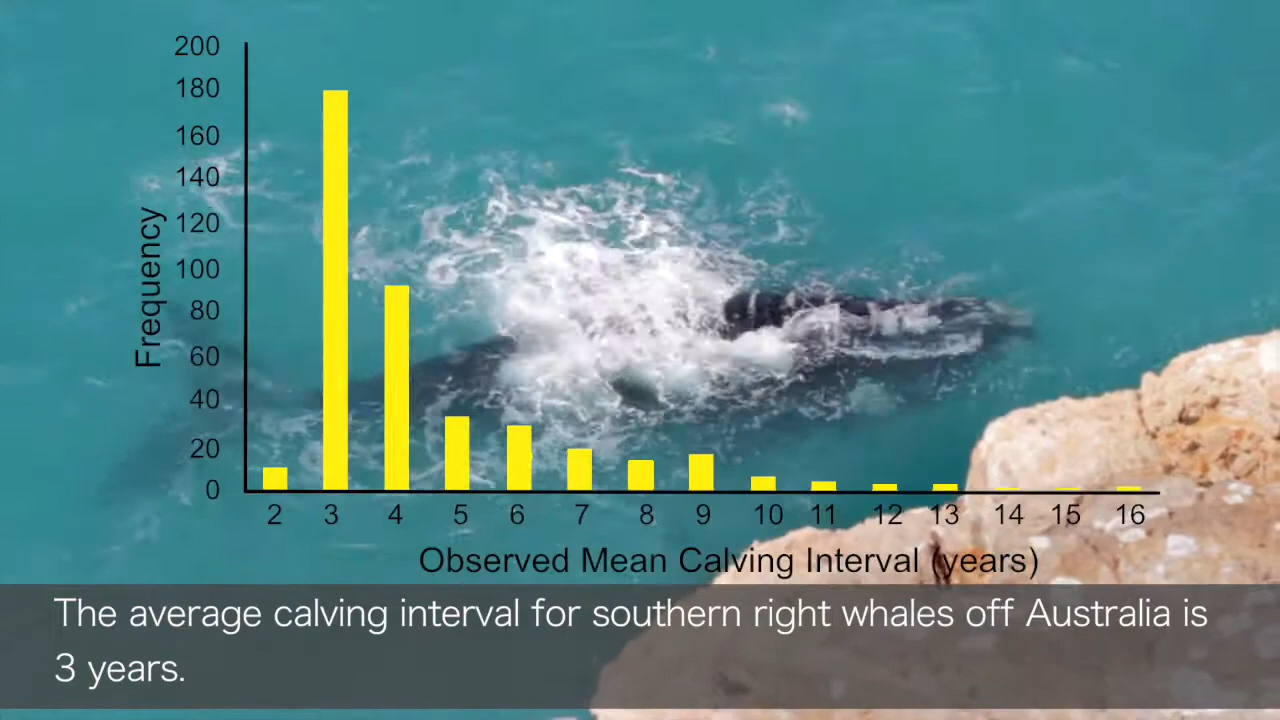 200
180
160
140
120
100
80
60
40
20
0
Frequency
2 3 4 5 6 7 8 9 10 11 12 13 14 15 16
Observed Mean Calving Interval (years)
The average calving interval for southern right whales off Australia is
3 years.